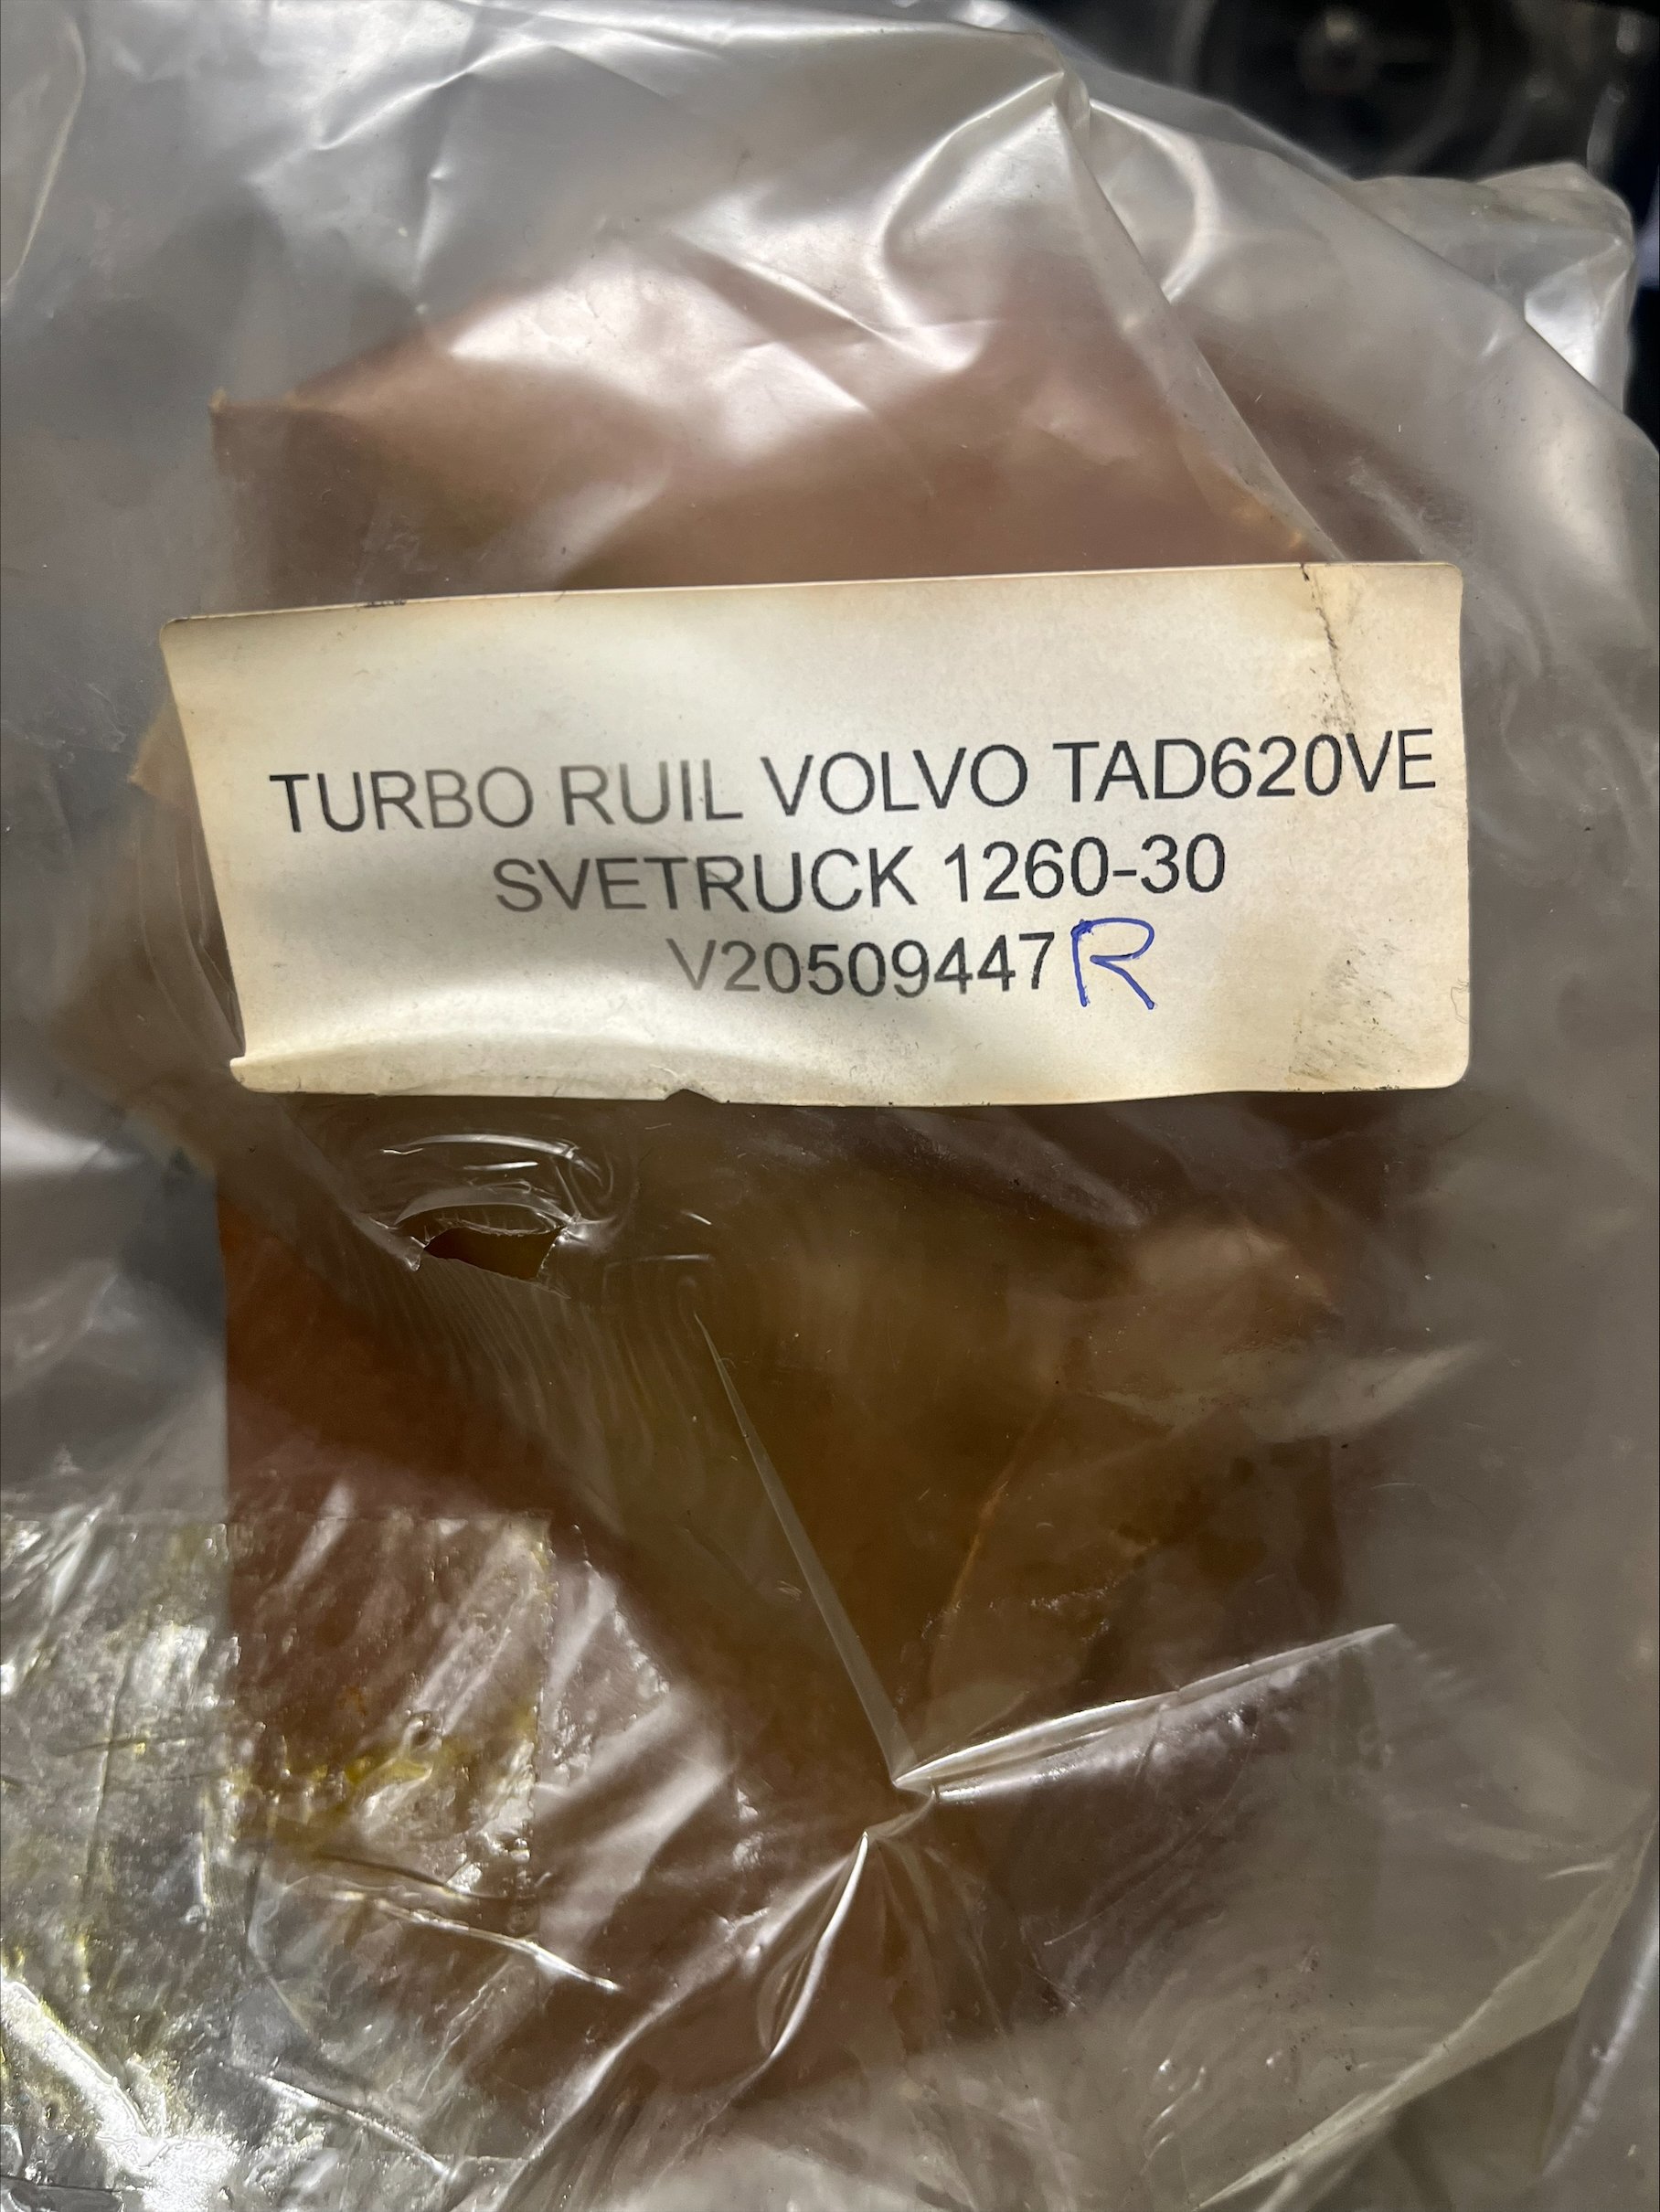 TURBO RUIL VOLVO TAD620VE
SVETRUCK 1260-30
V20509447R